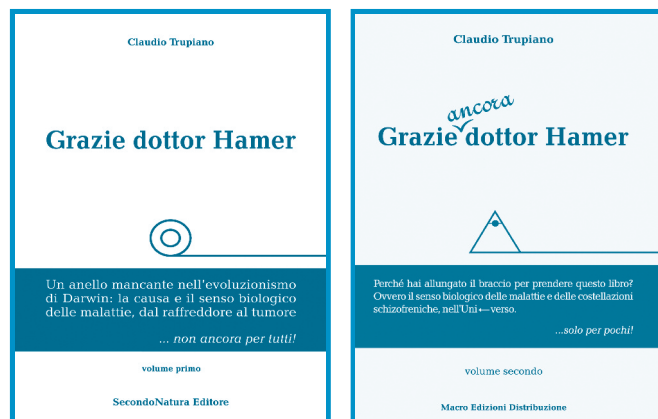 Claudio Trupiano
Grazie dottor Hamer
Un anello mancante nell'evoluzionismo
di Darwin: la causa e il senso biologico
delle malattie, dal raffreddore al tumore
... non ancora per tutti!
volume primo
SecondoNatura Editore
Claudio Trupiano
ancora
Grazie dottor Hamer
Perché hai allungato il braccio per prendere questo libro?
Ovvero il senso biologico delle malattie e delle costellazioni
schizofreniche, nell'Uni←verso.
...solo per pochi!
volume secondo
Macro Edizioni Distribuzione